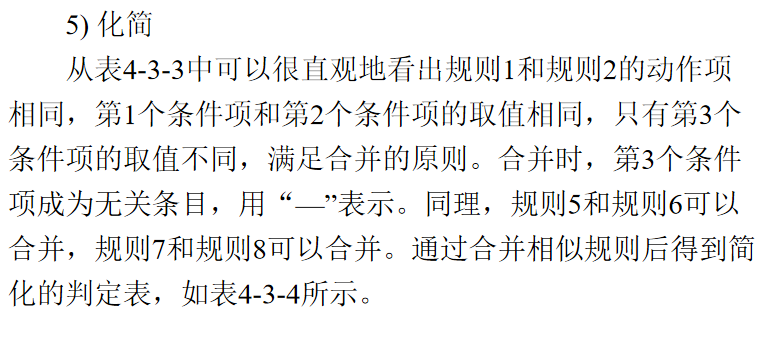 5) 化简
从表4-3-3中可以很直观地看出规则1和规则2的动作项
相同，第1个条件项和第2个条件项的取值相同，只有第3个
条件项的取值不同，满足合并的原则。合并时，第3个条件
项成为无关条目，用“—”表示。同理，规则5和规则6可以
合并，规则7和规则8可以合并。通过合并相似规则后得到简
化的判定表，如表4-3-4所示。